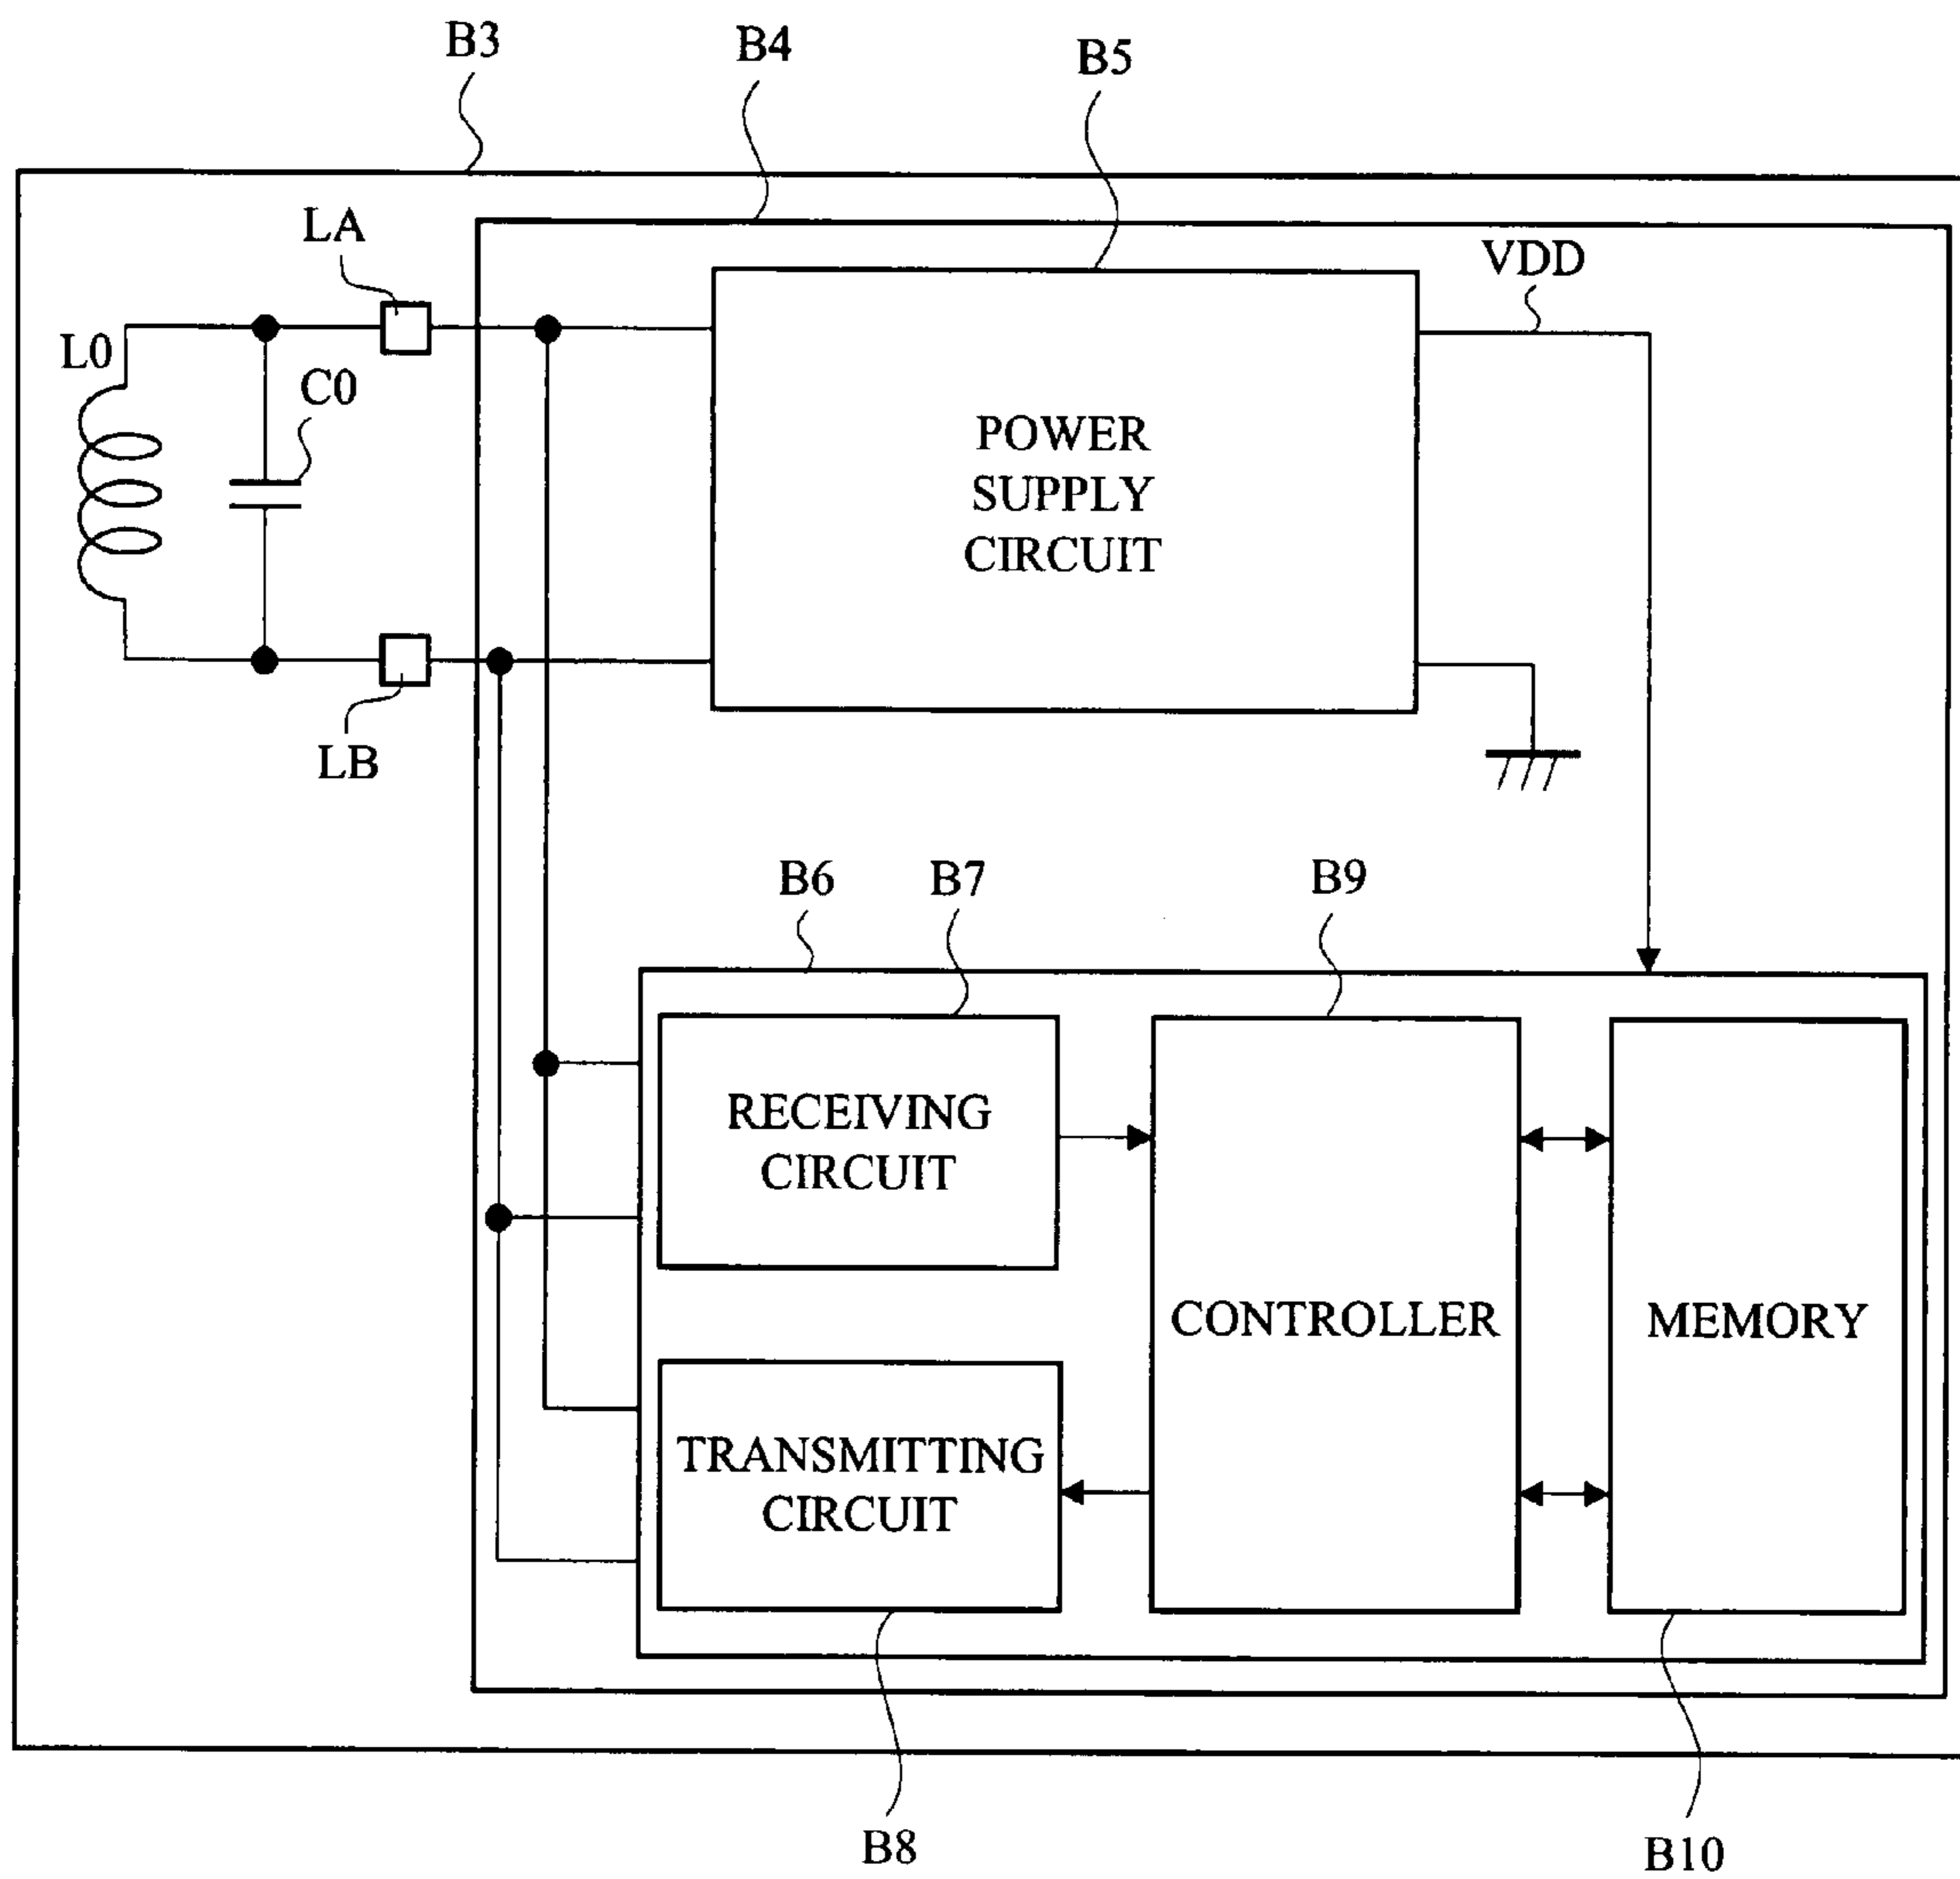 B3
B4
B5
LA
VDD
L0
C0
POWER
SUPPLY
CIRCUIT
LB
B6
B7
B9
RECEIVING
CIRCUIT
CONTROLLER
MEMORY
TRANSMITTING
CIRCUIT
B8
B10